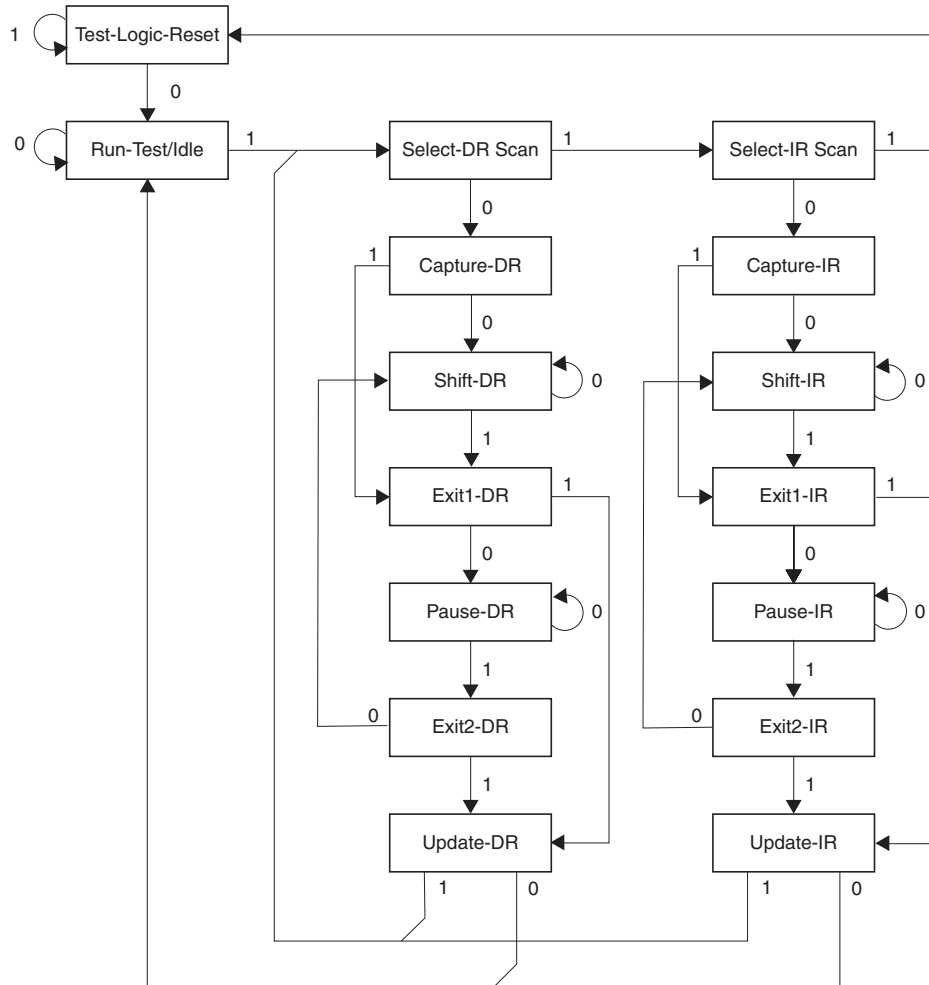 1 Test-Logic-Reset
0
0 Run-Test/Idle 1 Select-DR Scan 1 Select-IR Scan 1
0 0
1 Capture-DR 1 Capture-IR
0 0
Shift-DR 0 Shift-IR 0
1 1
Exit1-DR 1 Exit1-IR 1
0 0
Pause-DR 0 Pause-IR 0
1 1
0 Exit2-DR 0 Exit2-IR
1 1
Update-DR Update-IR
1 0 1 0